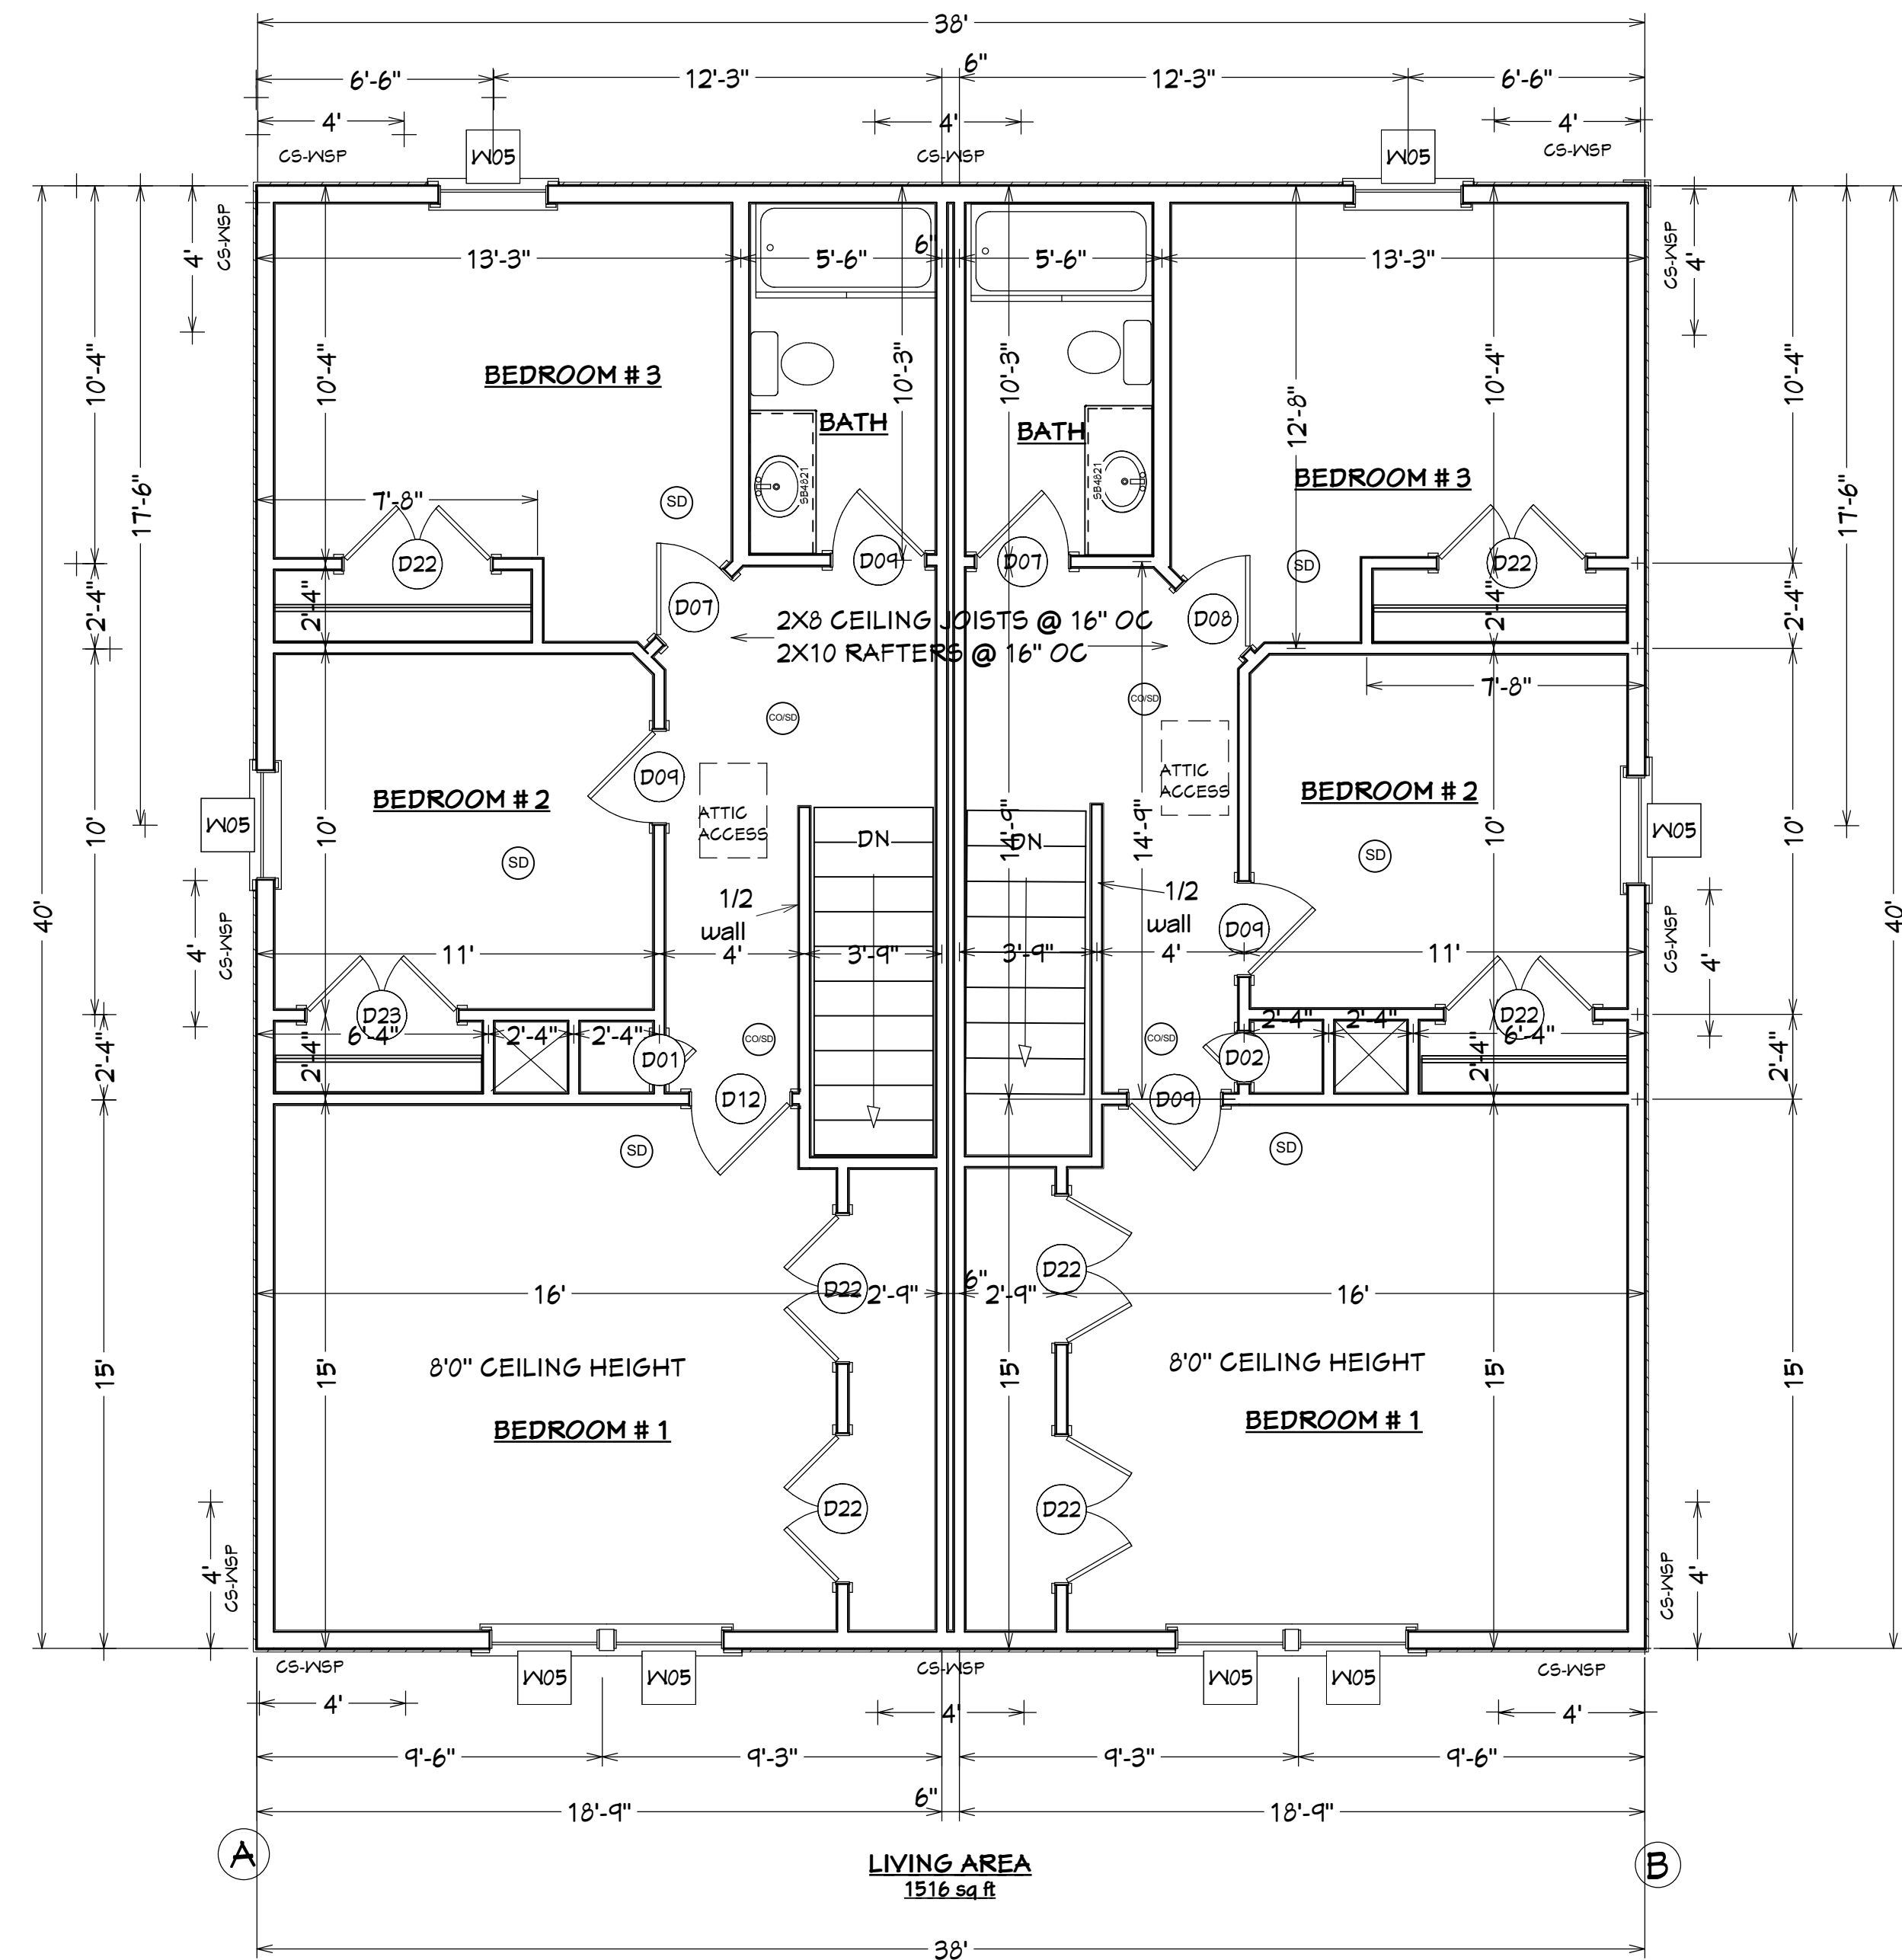 38'
6'-6" 12'-3" 6" 12'-3" 6'-6"
4' 4' 4'
CS-WSP CS-WSP CS-WSP
W05 W05
CS-WSP 4' CS-WSP 4'
13'-3" 5'-6" 6" 5'-6" 13'-3"
10'-4" 10'-4" 10'-3" 10'-3" 12'-8" 10'-4" 10'-4"
BEDROOM # 3
BATH BATH
BEDROOM # 3
SB4821 SB4821
17'-6" 17'-6"
7'-8" SD
D22 D09 D07 SD D22
2'-4" 2'-4" D07 D08 2'-4" 2'-4"
2X8 CEILING JOISTS @ 16" OC
2X10 RAFTERS @ 16" OC
7'-8"
CO/SD CO/SD
D09
BEDROOM # 2 BEDROOM # 2
ATTIC
ACCESS
ATTIC
ACCESS
W05 W05
10' 10' 14'-9" 14'-9" 10' 10'
DN DN
SD SD
1/2
wall
1/2
wall
40' 40'
D09
CS-WSP 4' CS-WSP 4'
11' 4' 3'-9" 3'-9" 4' 11'
D23 D22
6'-4" 2'-4" 2'-4" 2'-4" 2'-4" 6'-4"
2'-4" 2'-4" D01 CO/SD CO/SD D02 2'-4" 2'-4"
D12 D09
SD SD
D22 D22
16' 2'-9" 6" 2'-9" 16'
15' 15' 15' 15' 15'
8'0" CEILING HEIGHT 8'0" CEILING HEIGHT
BEDROOM # 1 BEDROOM # 1
D22 D22
4' CS-WSP CS-WSP 4'
CS-WSP CS-WSP CS-WSP
W05 W05 W05 W05
4' 4' 4'
9'-6" 9'-3" 9'-3" 9'-6"
18'-9" 6" 18'-9"
A B
LIVING AREA
1516 sq ft
38'